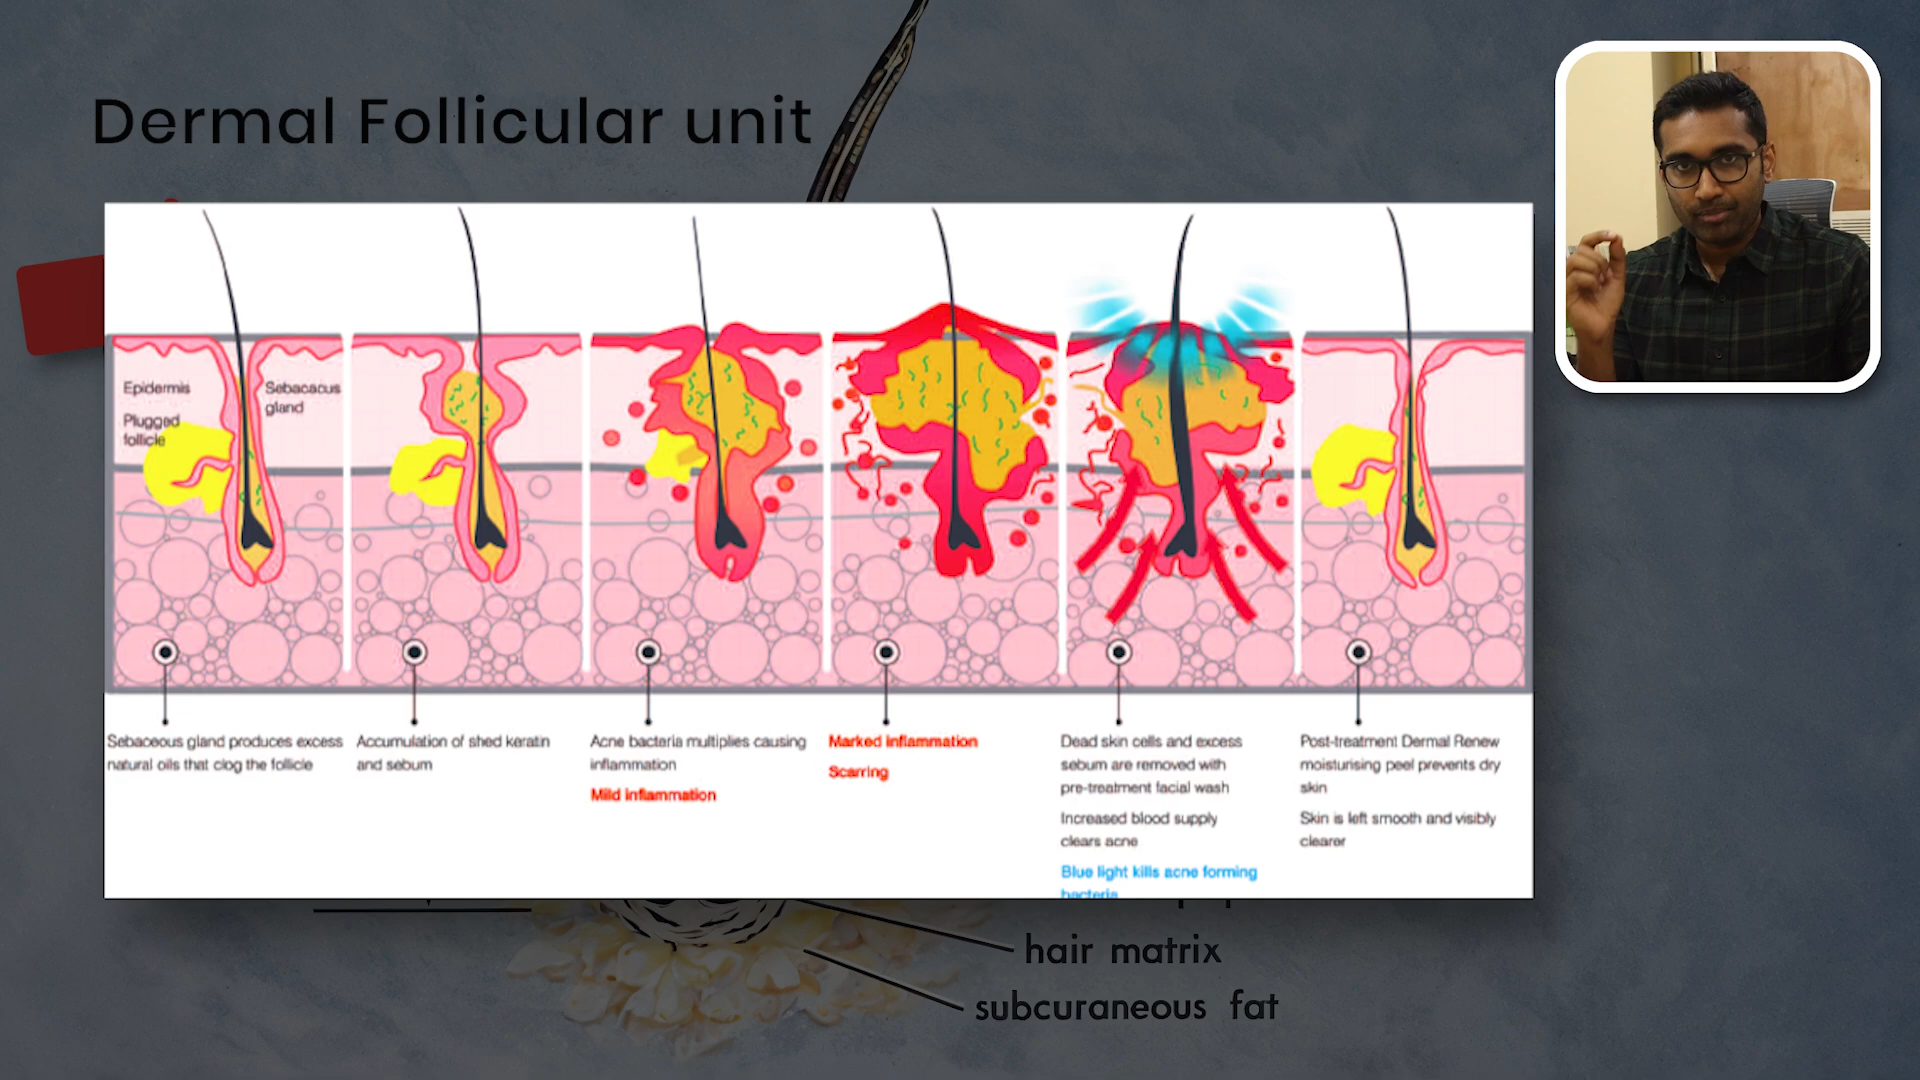 Dermal Follicular unit
Epidermis
Sebacacus
gland
Plugged
follicle
Sebaceous gland produces excess
natural oils that clog the follicle
Accumulation of shed keratin
and sebum
Acne bacteria multiplies causing
inflammation
Mild inflammation
Marked inflammation
Scarring
Dead skin cells and excess
sebum are removed with
pre-treatment facial wash
Increased blood supply
clears acne
Blue light kills acne forming
bacteria
Post-treatment Dermal Renew
moisturising peel prevents dry
skin
Skin is left smooth and visibly
clearer
hair matrix
subcuraneous fat